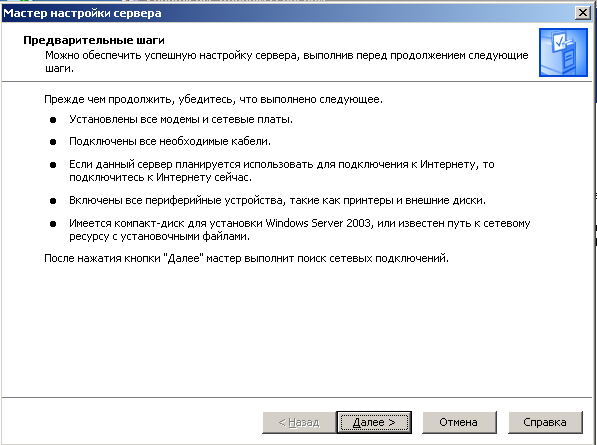 Мастер настройки сервера
Предварительные шаги
Можно обеспечить успешную настройку сервера, выполнив перед продолжением следующие
шаги.
Прежде чем продолжить, убедитесь, что выполнено следующее.
Установлены все модемы и сетевые платы.
Подключены все необходимые кабели.
Если данный сервер планируется использовать для подключения к Интернету, то
подключитесь к Интернету сейчас.
Включены все периферийные устройства, такие как принтеры и внешние диски.
Имеется компакт-диск для установки Windows Server 2003, или известен путь к сетевому
ресурсу с установочными файлами.
После нажатия кнопки "Далее" мастер выполнит поиск сетевых подключений.
< Назад Далее > Отмена Справка